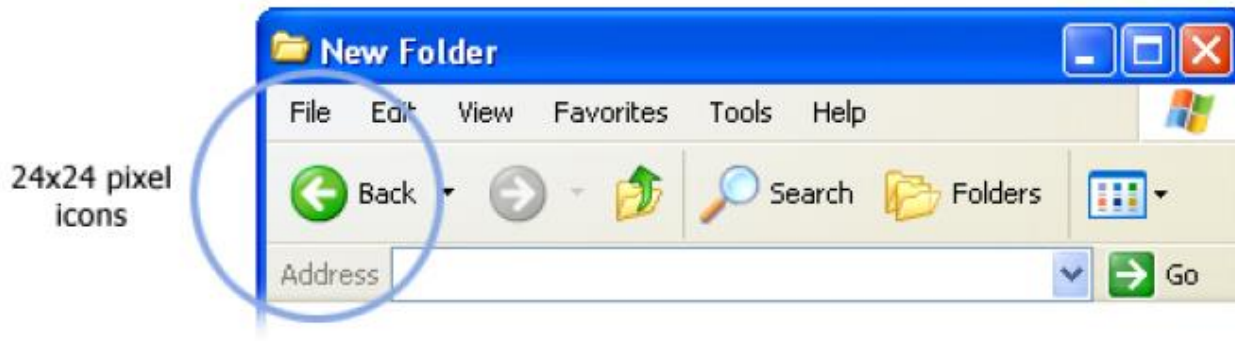 New Folder
File Edit View Favorites Tools Help
24x24 pixel
icons
Back Search Folders
Address Go